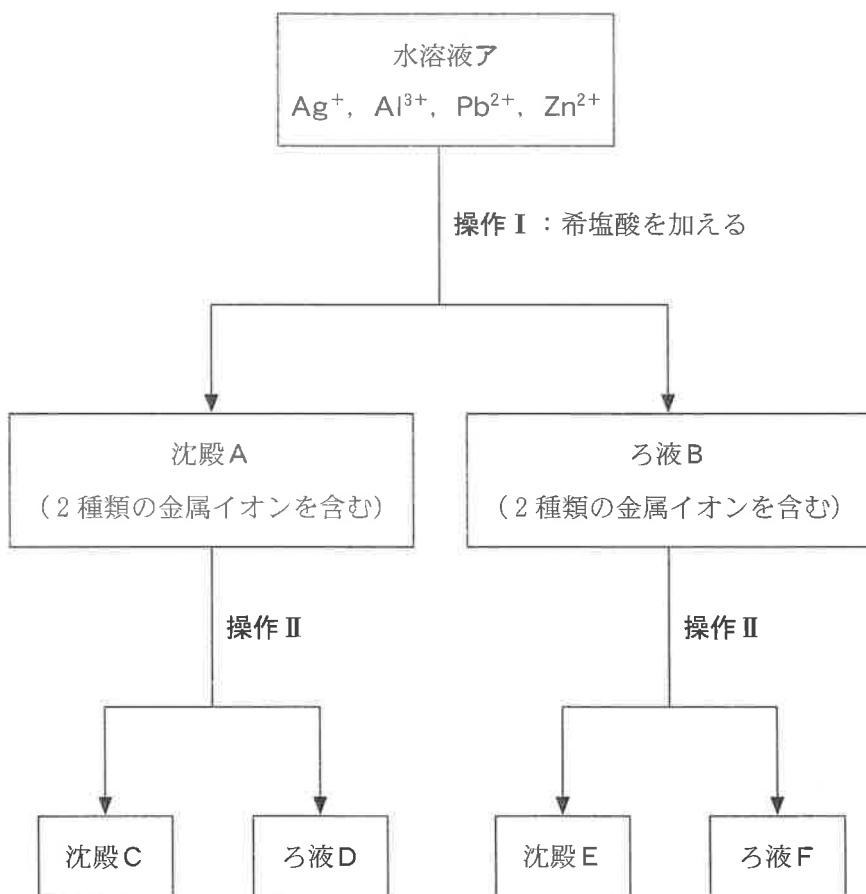 水溶液ア
Ag⁺, Al³⁺, Pb²⁺, Zn²⁺
操作Ⅰ：希塩酸を加える
沈殿A
（2種類の金属イオンを含む）
ろ液B
（2種類の金属イオンを含む）
操作Ⅱ
操作Ⅱ
沈殿C
ろ液D
沈殿E
ろ液F